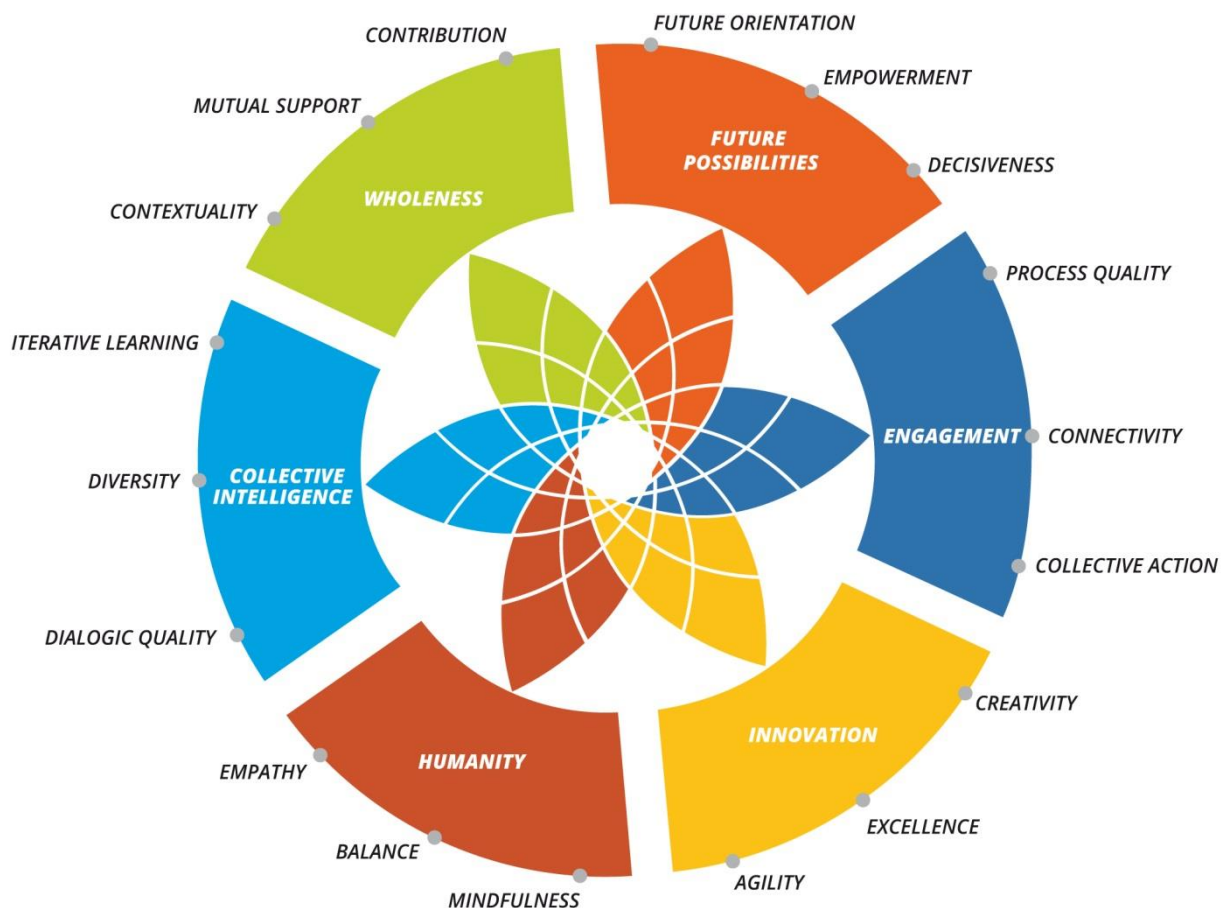 FUTURE ORIENTATION
EMPOWERMENT
DECISIVENESS
FUTURE
POSSIBILITIES
PROCESS QUALITY
CONNECTIVITY
COLLECTIVE ACTION
ENGAGEMENT
CREATIVITY
EXCELLENCE
AGILITY
INNOVATION
MINDFULNESS
BALANCE
EMPATHY
HUMANITY
DIALOGIC QUALITY
DIVERSITY
ITERATIVE LEARNING
COLLECTIVE
INTELLIGENCE
CONTEXTUALITY
MUTUAL SUPPORT
CONTRIBUTION
WHOLENESS